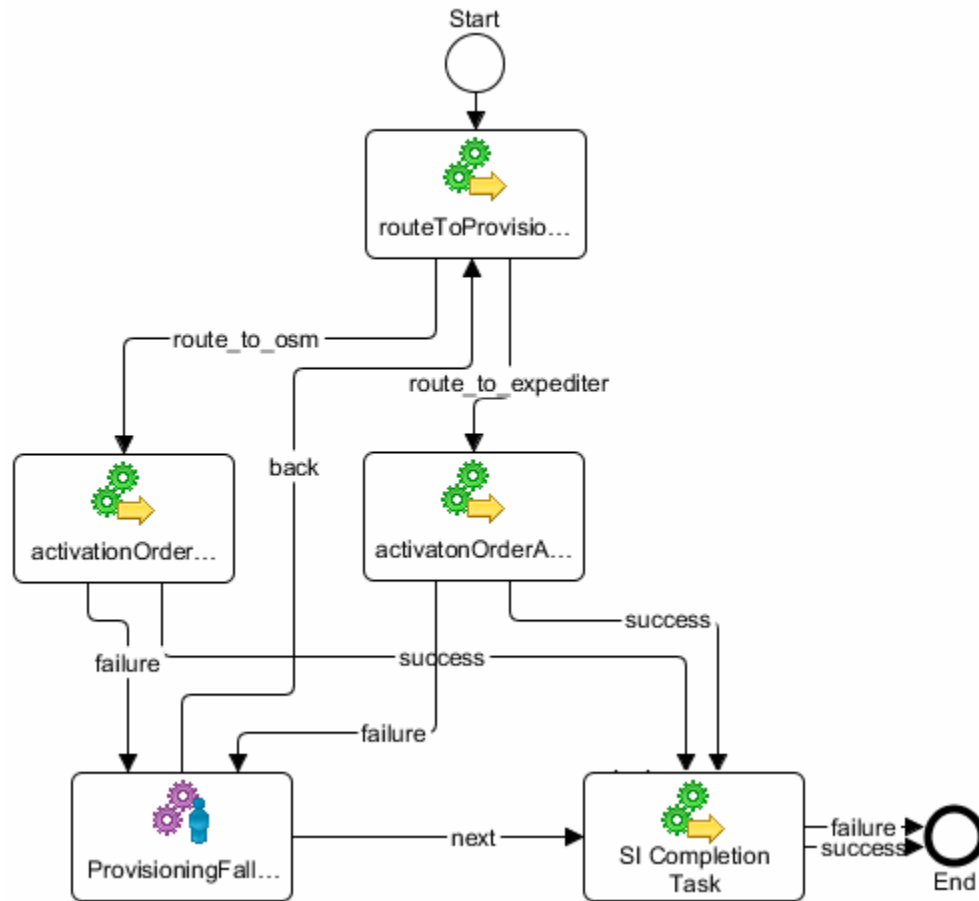 Start
routeToProvisio...
route_to_osm
route_to_expediter
back
activationOrder...
activatonOrderA...
success
failure
success
failure
ProvisioningFall...
next
SI Completion
Task
failure
success
End